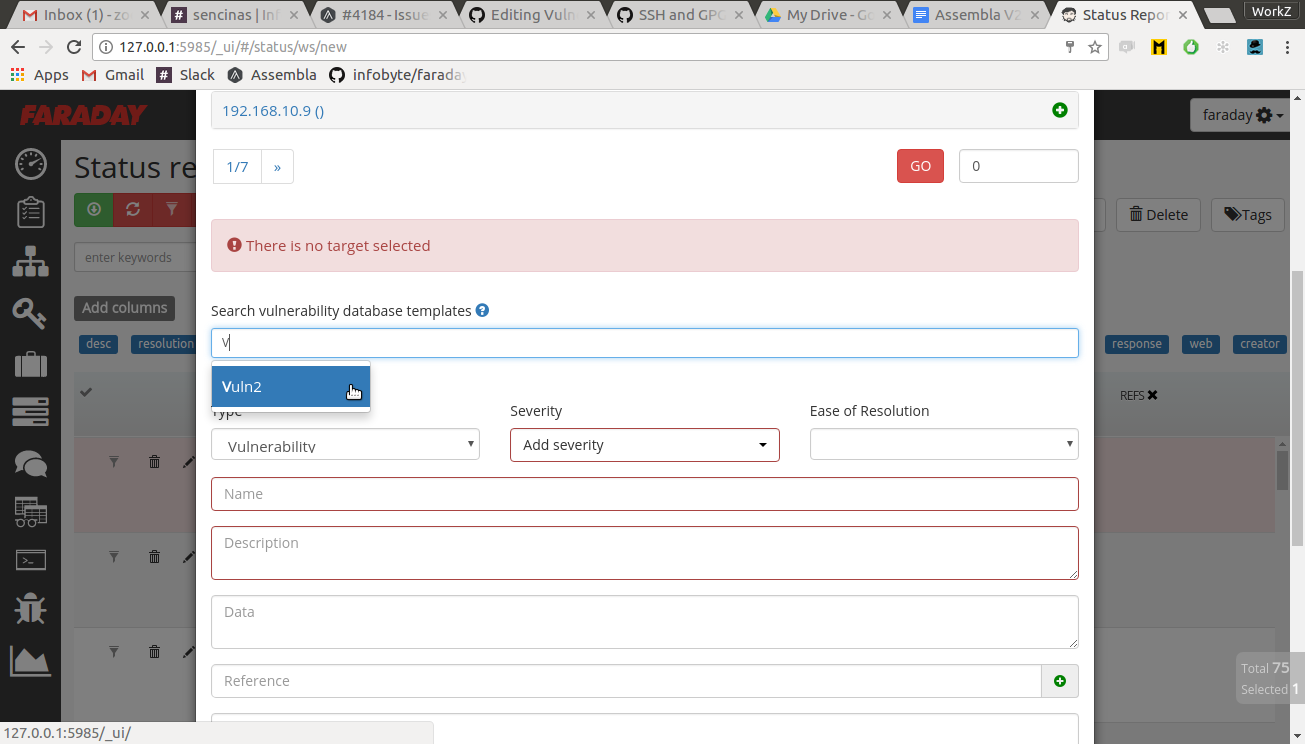 Inbox (1) - zo
sencinas | Inf
#4184 - Issue
Editing Vuln
SSH and GPG
My Drive - Go
Assembla V2
Status Repor
WorkZ
127.0.0.1:5985/_ui/#/status/ws/new
Apps
Gmail
Slack
Assembla
infobyte/faraday
FARADAY
faraday
192.168.10.9 ()
Status re
1/7
»
GO
0
Delete
Tags
There is no target selected
enter keywords
Add columns
Search vulnerability database templates
desc
resolution
V
response
web
creator
Vuln2
REFS
Type
Severity
Ease of Resolution
Vulnerability
Add severity
Name
Description
Data
Reference
Total 75
Selected 1
127.0.0.1:5985/_ui/